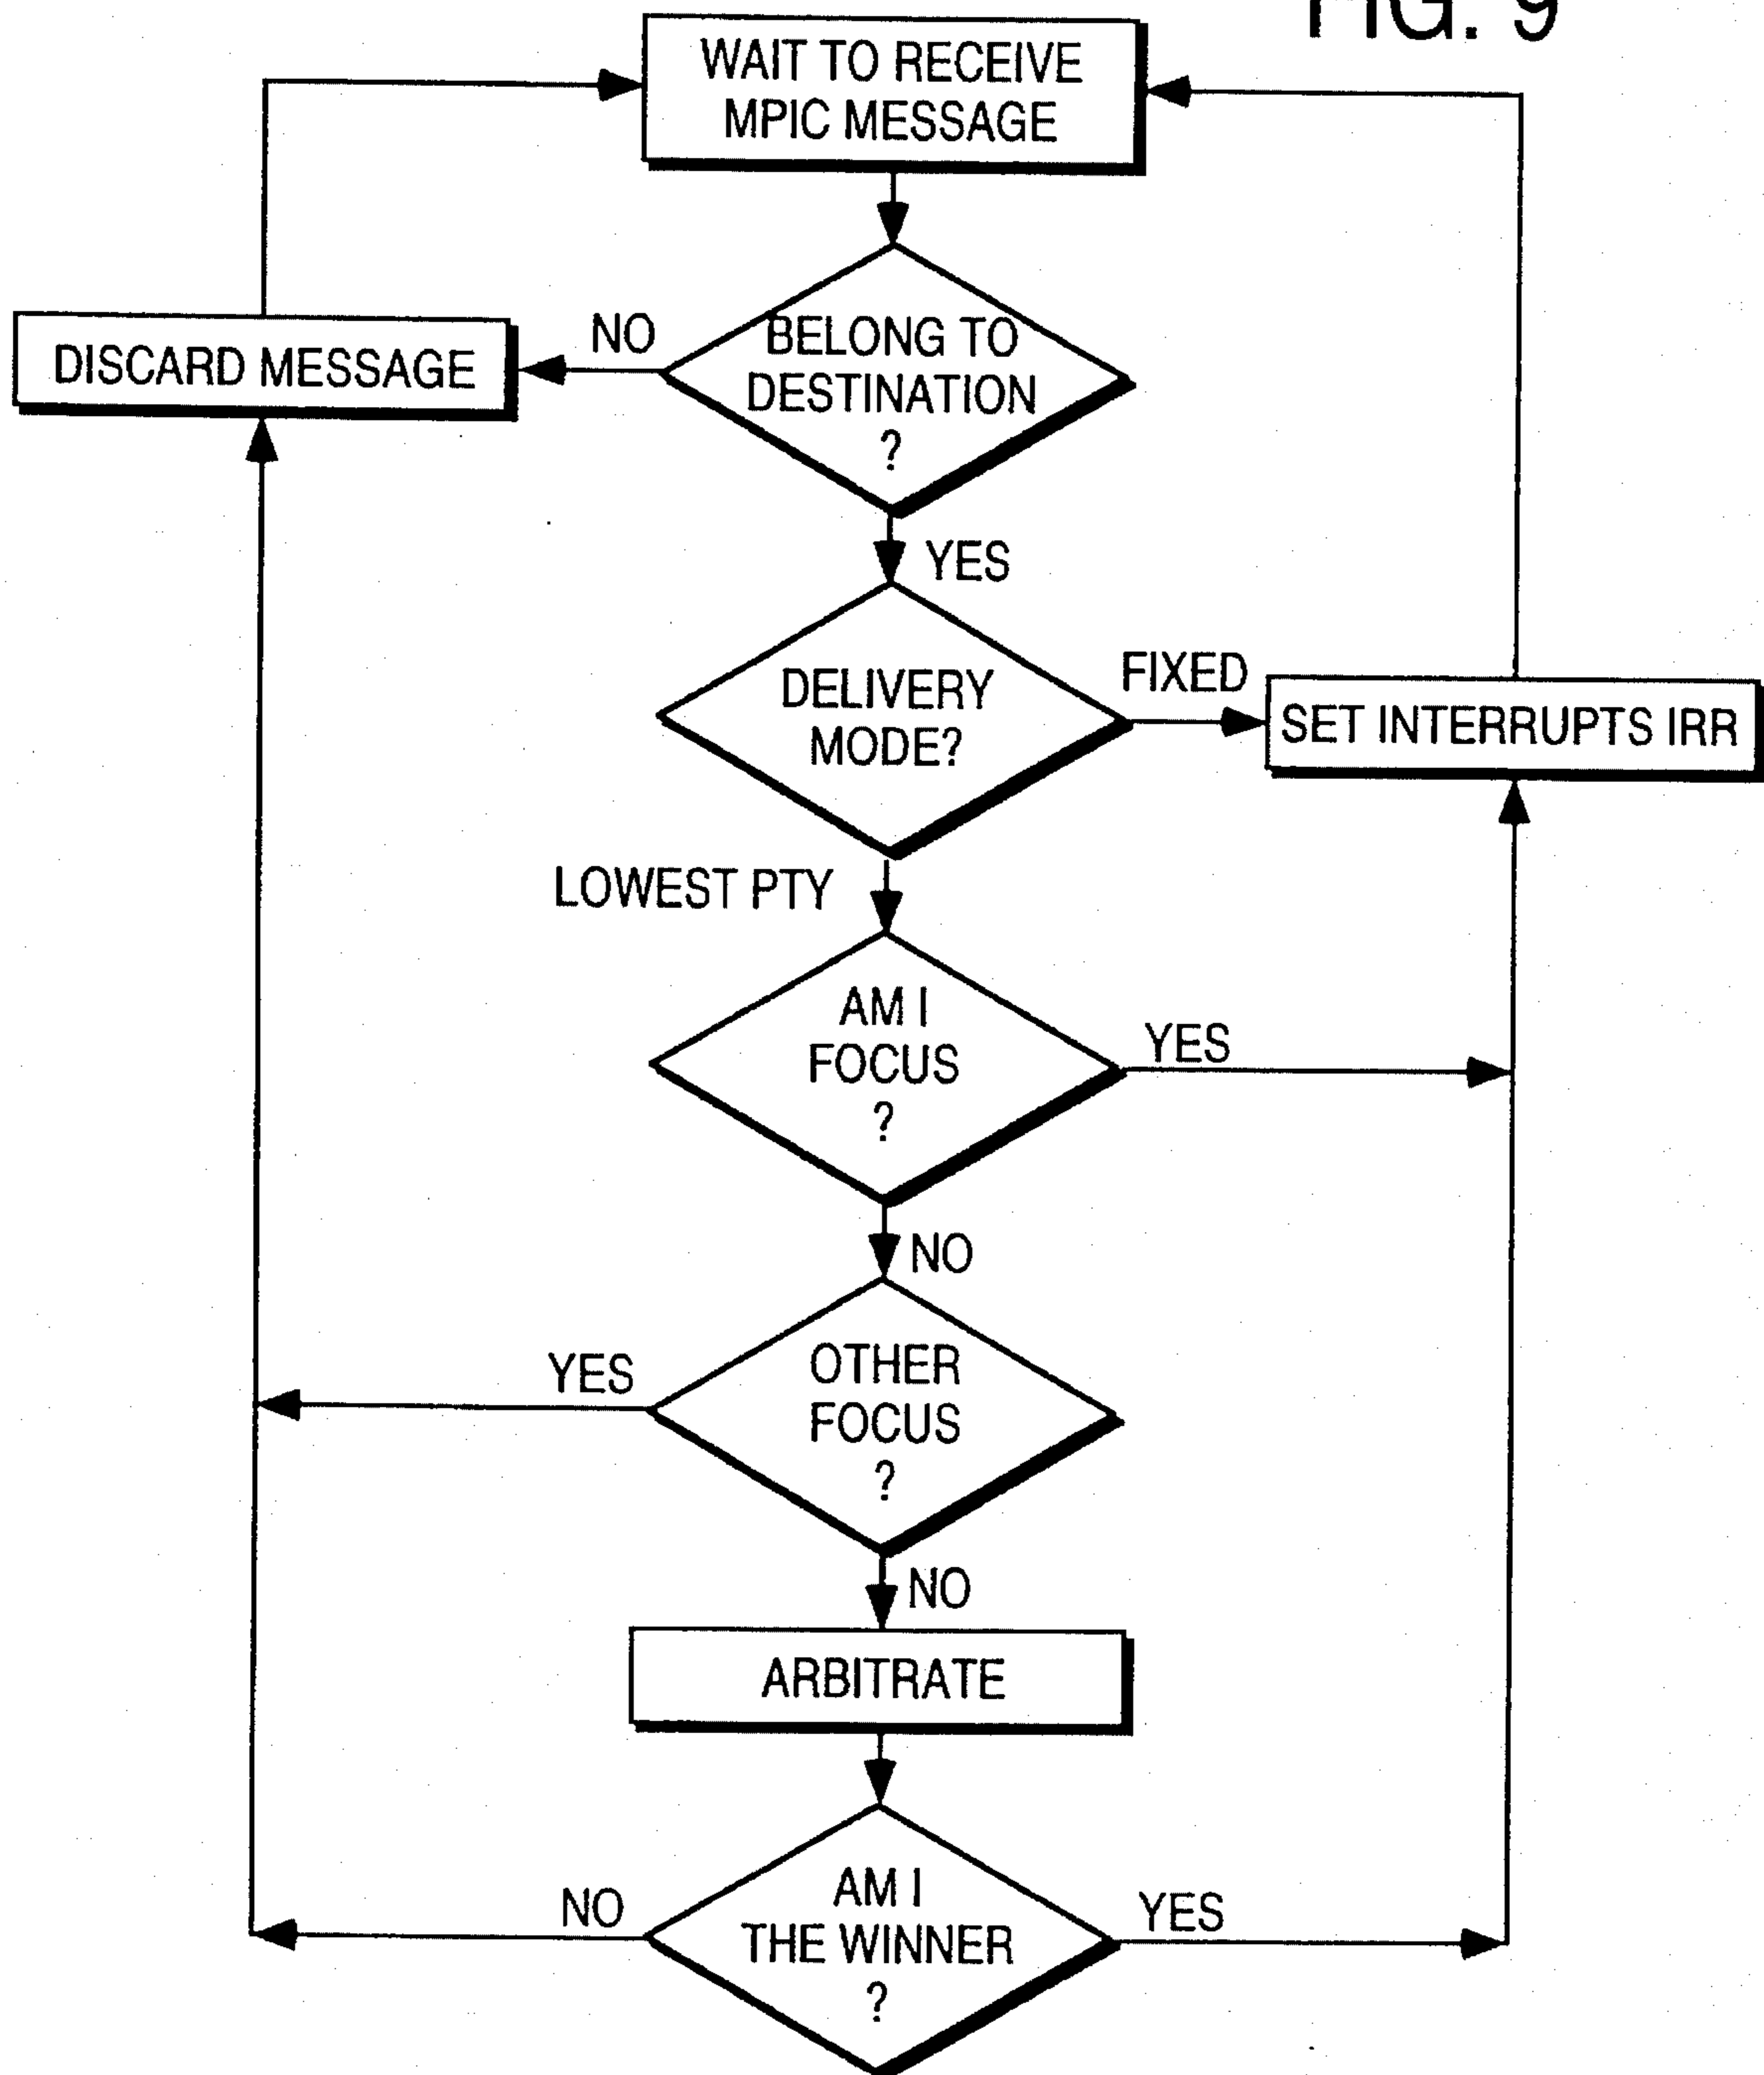 FIG. 9
WAIT TO RECEIVE
MPIC MESSAGE
DISCARD MESSAGE
NO
BELONG TO
DESTINATION
?
YES
DELIVERY
MODE?
FIXED
SET INTERRUPTS IRR
LOWEST PTY
AM I
FOCUS
?
YES
NO
YES
OTHER
FOCUS
?
NO
ARBITRATE
NO
AM I
THE WINNER
?
YES